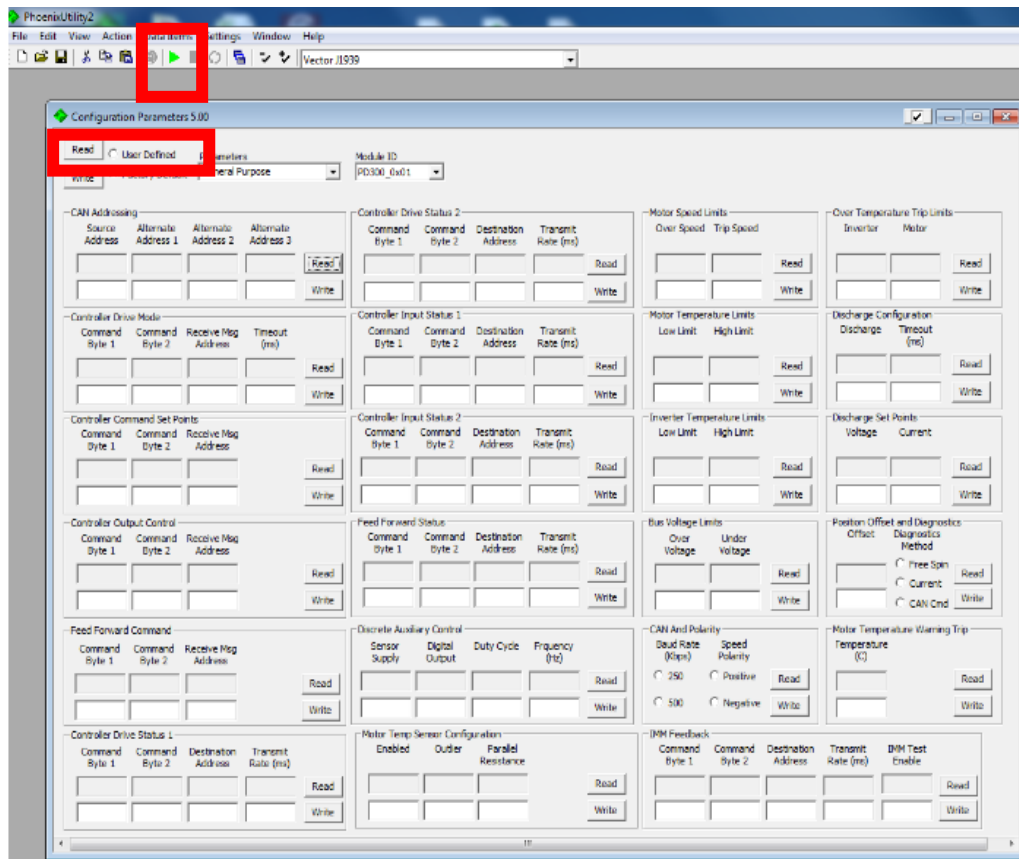 PhoenixUtility2
File Edit View Action Data Items Settings Window Help
Vector J1939
Configuration Parameters 5.00
Read User Defined Parameters Module ID
Write Factory Default General Purpose PD300_0x01
CAN Addressing
Source Address Alternate Address 1 Alternate Address 2 Alternate Address 3
Read
Write
Controller Drive Status 2
Command Byte 1 Command Byte 2 Destination Address Transmit Rate (ms)
Read
Write
Motor Speed Limits
Over Speed Trip Speed
Read
Write
Over Temperature Trip Limits
Inverter Motor
Read
Write
Controller Drive Mode
Command Byte 1 Command Byte 2 Receive Msg Address Timeout (ms)
Read
Write
Controller Input Status 1
Command Byte 1 Command Byte 2 Destination Address Transmit Rate (ms)
Read
Write
Motor Temperature Limits
Low Limit High Limit
Read
Write
Discharge Configuration
Discharge Timeout (ms)
Read
Write
Controller Command Set Points
Command Byte 1 Command Byte 2 Receive Msg Address
Read
Write
Controller Input Status 2
Command Byte 1 Command Byte 2 Destination Address Transmit Rate (ms)
Read
Write
Inverter Temperature Limits
Low Limit High Limit
Read
Write
Discharge Set Points
Voltage Current
Read
Write
Controller Output Control
Command Byte 1 Command Byte 2 Receive Msg Address
Read
Write
Feed Forward Status
Command Byte 1 Command Byte 2 Destination Address Transmit Rate (ms)
Read
Write
Bus Voltage Limits
Over Voltage Under Voltage
Read
Write
Position Offset and Diagnostics
Offset Diagnostics Method
Free Spin
Current
CAN Cmd
Read
Write
Feed Forward Command
Command Byte 1 Command Byte 2 Receive Msg Address
Read
Write
Discrete Auxiliary Control
Sensor Supply Digital Output Duty Cycle Frquency (Hz)
Read
Write
CAN And Polarity
Baud Rate (Kbps) Speed Polarity
250 Positive Read
500 Negative Write
Motor Temperature Warning Trip
Temperature (C)
Read
Write
Controller Drive Status 1
Command Byte 1 Command Byte 2 Destination Address Transmit Rate (ms)
Read
Write
Motor Temp Sensor Configuration
Enabled Outlier Parallel Resistance
Read
Write
IMM Feedback
Command Byte 1 Command Byte 2 Destination Address Transmit Rate (ms) IMM Test Enable
Read
Write